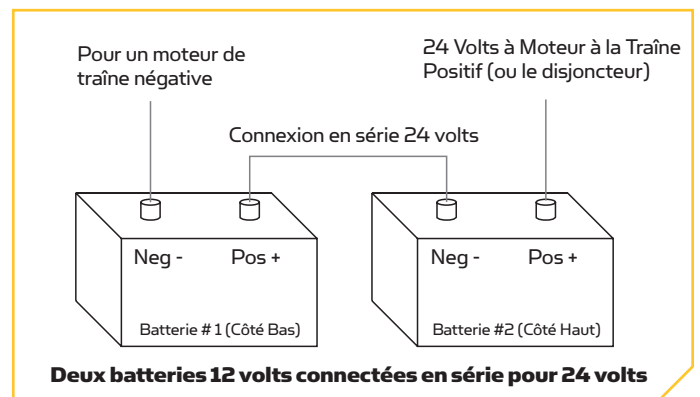 Pour un moteur de
traîne négative
24 Volts à Moteur à la Traîne
Positif (ou le disjoncteur)
Connexion en série 24 volts
Neg - Pos +
Neg - Pos +
Batterie # 1 (Côté Bas)
Batterie #2 (Côté Haut)
Deux batteries 12 volts connectées en série pour 24 volts